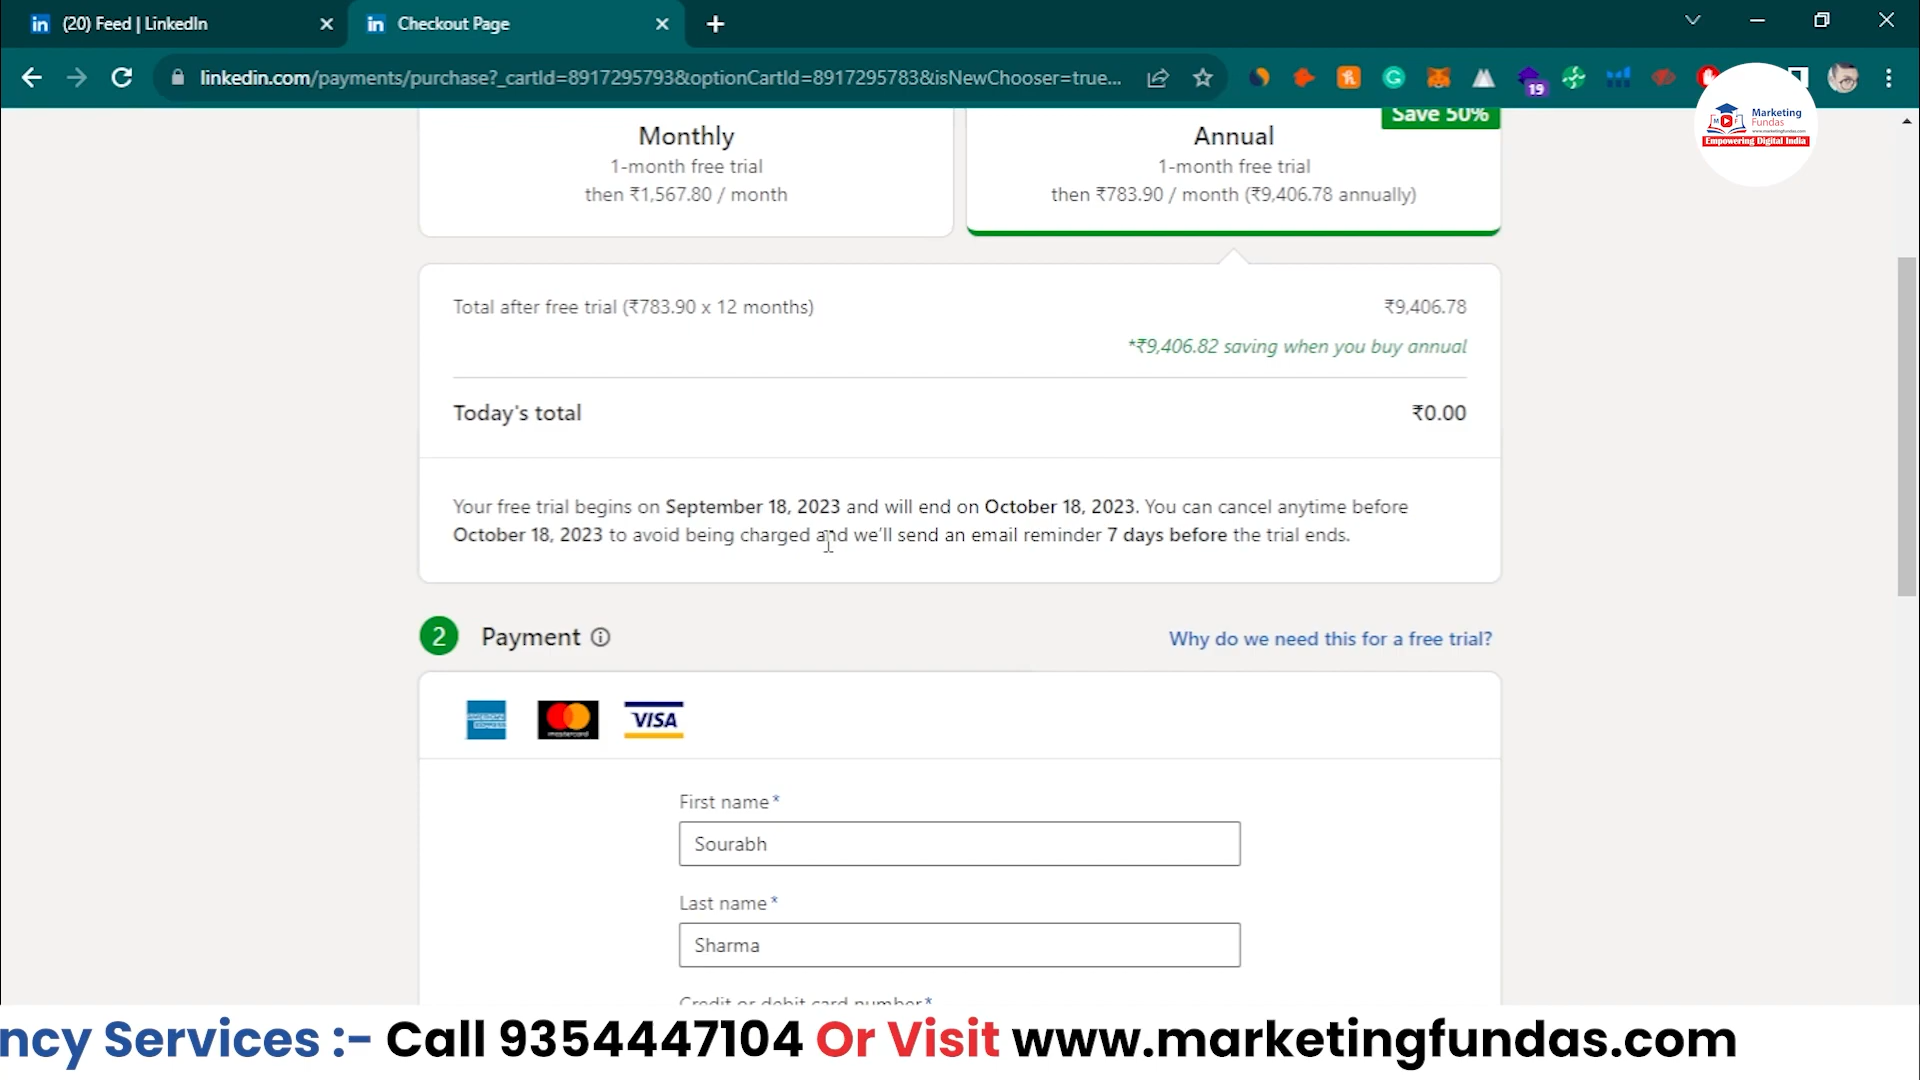 (20) Feed | LinkedIn
Checkout Page
linkedin.com/payments/purchase?_cartId=8917295793&optionCartId=8917295783&isNewChooser=true...
19
Marketing
Fundas
www.marketingfundas.com
Empowering Digital India
Save 50%
Monthly
1-month free trial
then ₹1,567.80 / month
Annual
1-month free trial
then ₹783.90 / month (₹9,406.78 annually)
Total after free trial (₹783.90 x 12 months)
₹9,406.78
*₹9,406.82 saving when you buy annual
Today's total
₹0.00
Your free trial begins on September 18, 2023 and will end on October 18, 2023. You can cancel anytime before
October 18, 2023 to avoid being charged and we'll send an email reminder 7 days before the trial ends.
2
Payment
Why do we need this for a free trial?
AMERICAN EXPRESS
mastercard
VISA
First name*
Sourabh
Last name*
Sharma
Credit or debit card number*
ncy Services :- Call 9354447104 Or Visit www.marketingfundas.com